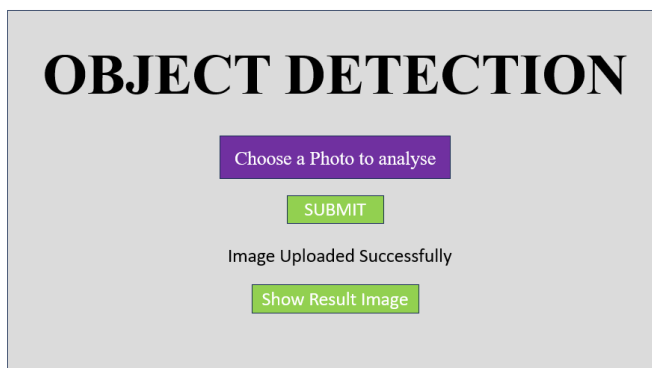 OBJECT DETECTION
Choose a Photo to analyse
SUBMIT
Image Uploaded Successfully
Show Result Image